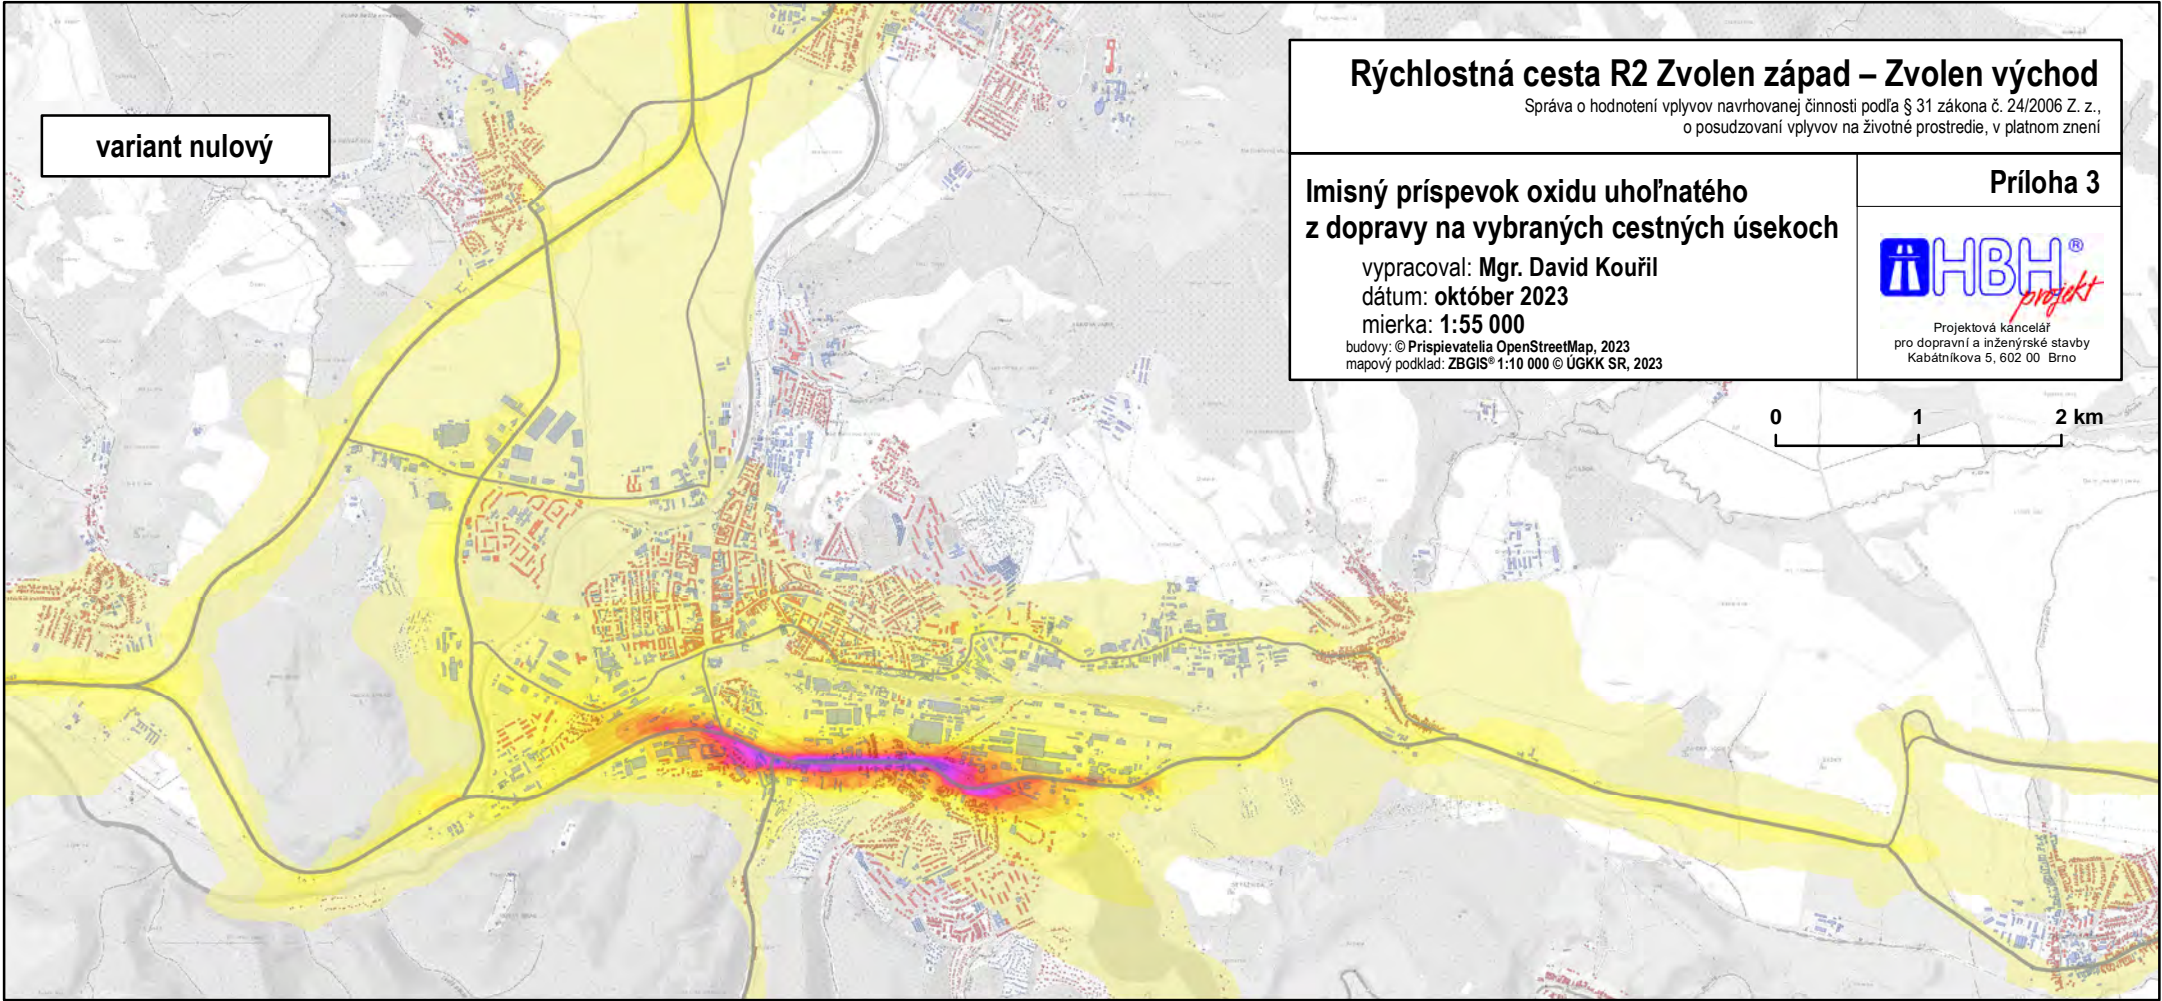 variant nulový
Rýchlostná cesta R2 Zvolen západ – Zvolen východ
Správa o hodnotení vplyvov navrhovanej činnosti podľa § 31 zákona č. 24/2006 Z. z.,
o posudzovaní vplyvov na životné prostredie, v platnom znení
Imisný príspevok oxidu uhoľnatého
z dopravy na vybraných cestných úsekoch
vypracoval: Mgr. David Kouřil
dátum: október 2023
mierka: 1:55 000
budovy: © Prispievatelia OpenStreetMap, 2023
mapový podklad: ZBGIS® 1:10 000 © ÚGKK SR, 2023
Príloha 3
HBH®
projekt
Projektová kancelář
pro dopravní a inženýrské stavby
Kabátníkova 5, 602 00 Brno
0 1 2 km